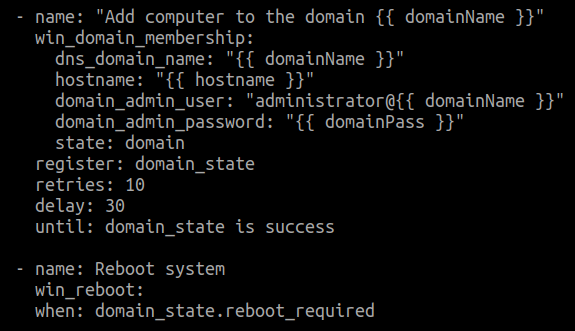 - name: "Add computer to the domain {{ domainName }}"
  win_domain_membership:
    dns_domain_name: "{{ domainName }}"
    hostname: "{{ hostname }}"
    domain_admin_user: "administrator@{{ domainName }}"
    domain_admin_password: "{{ domainPass }}"
    state: domain
  register: domain_state
  retries: 10
  delay: 30
  until: domain_state is success

- name: Reboot system
  win_reboot:
  when: domain_state.reboot_required